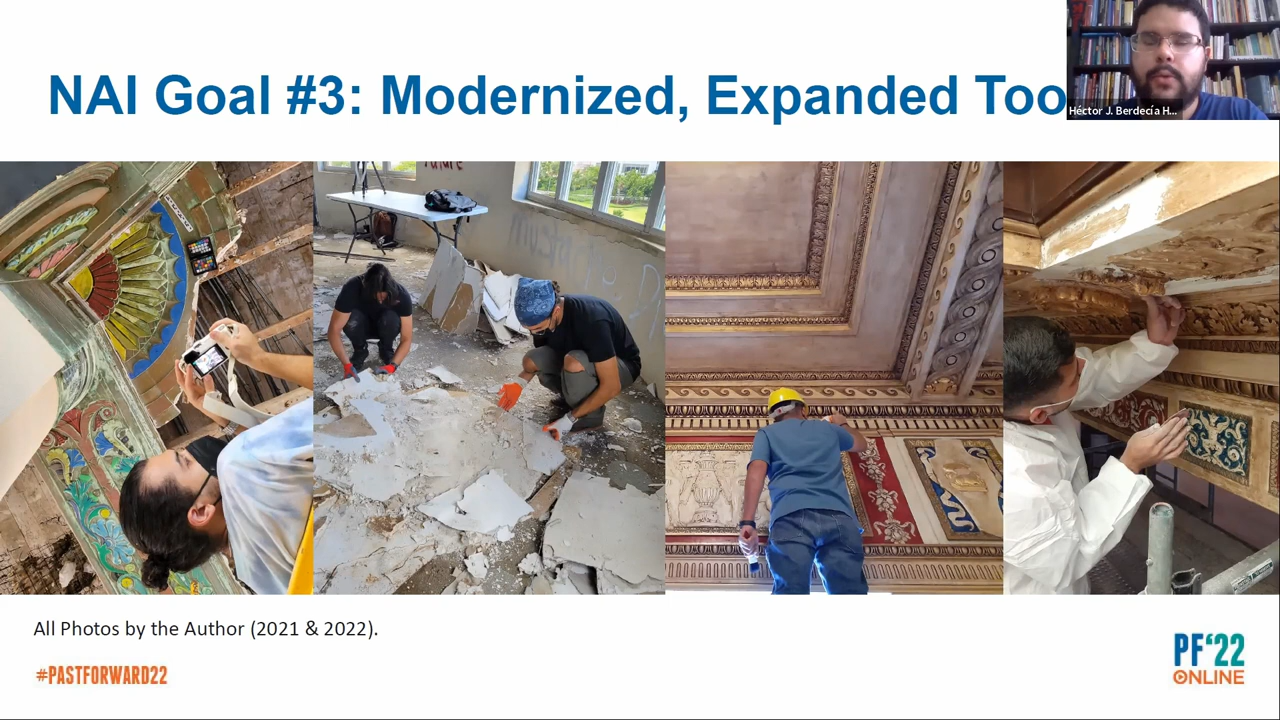 NAI Goal #3: Modernized, Expanded Too
Héctor J. Berdecía H...
All Photos by the Author (2021 & 2022).
#PASTFORWARD22
PF'22
ONLINE